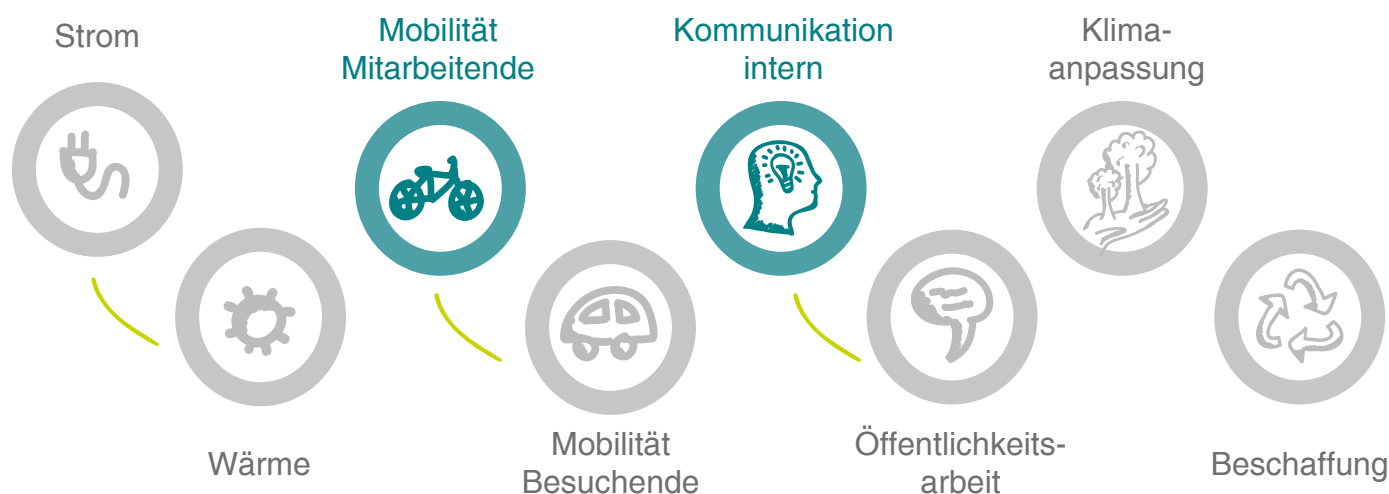 Strom
Mobilität
Mitarbeitende
Kommunikation
intern
Klima-
anpassung
Wärme
Mobilität
Besuchende
Öffentlichkeits-
arbeit
Beschaffung